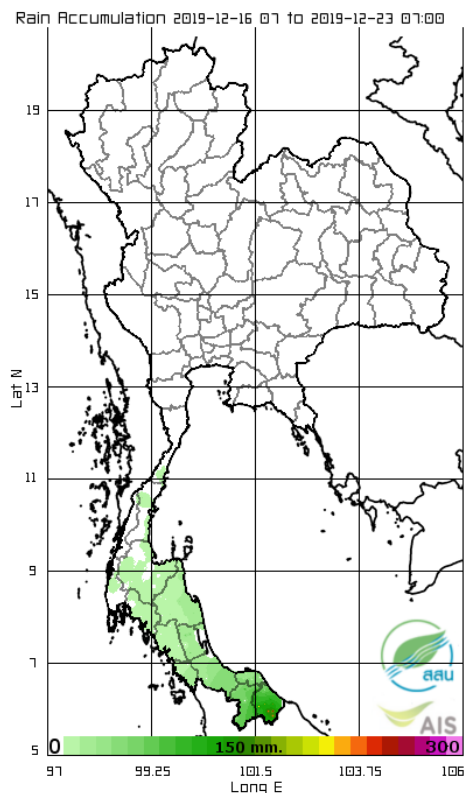 Rain Accumulation 2019-12-16 07 to 2019-12-23 07:00
19
17
15
13
11
9
7
5
Lat N
สสน
AIS
0 150 mm. 300
97 99.25 101.5 103.75 106
Long E